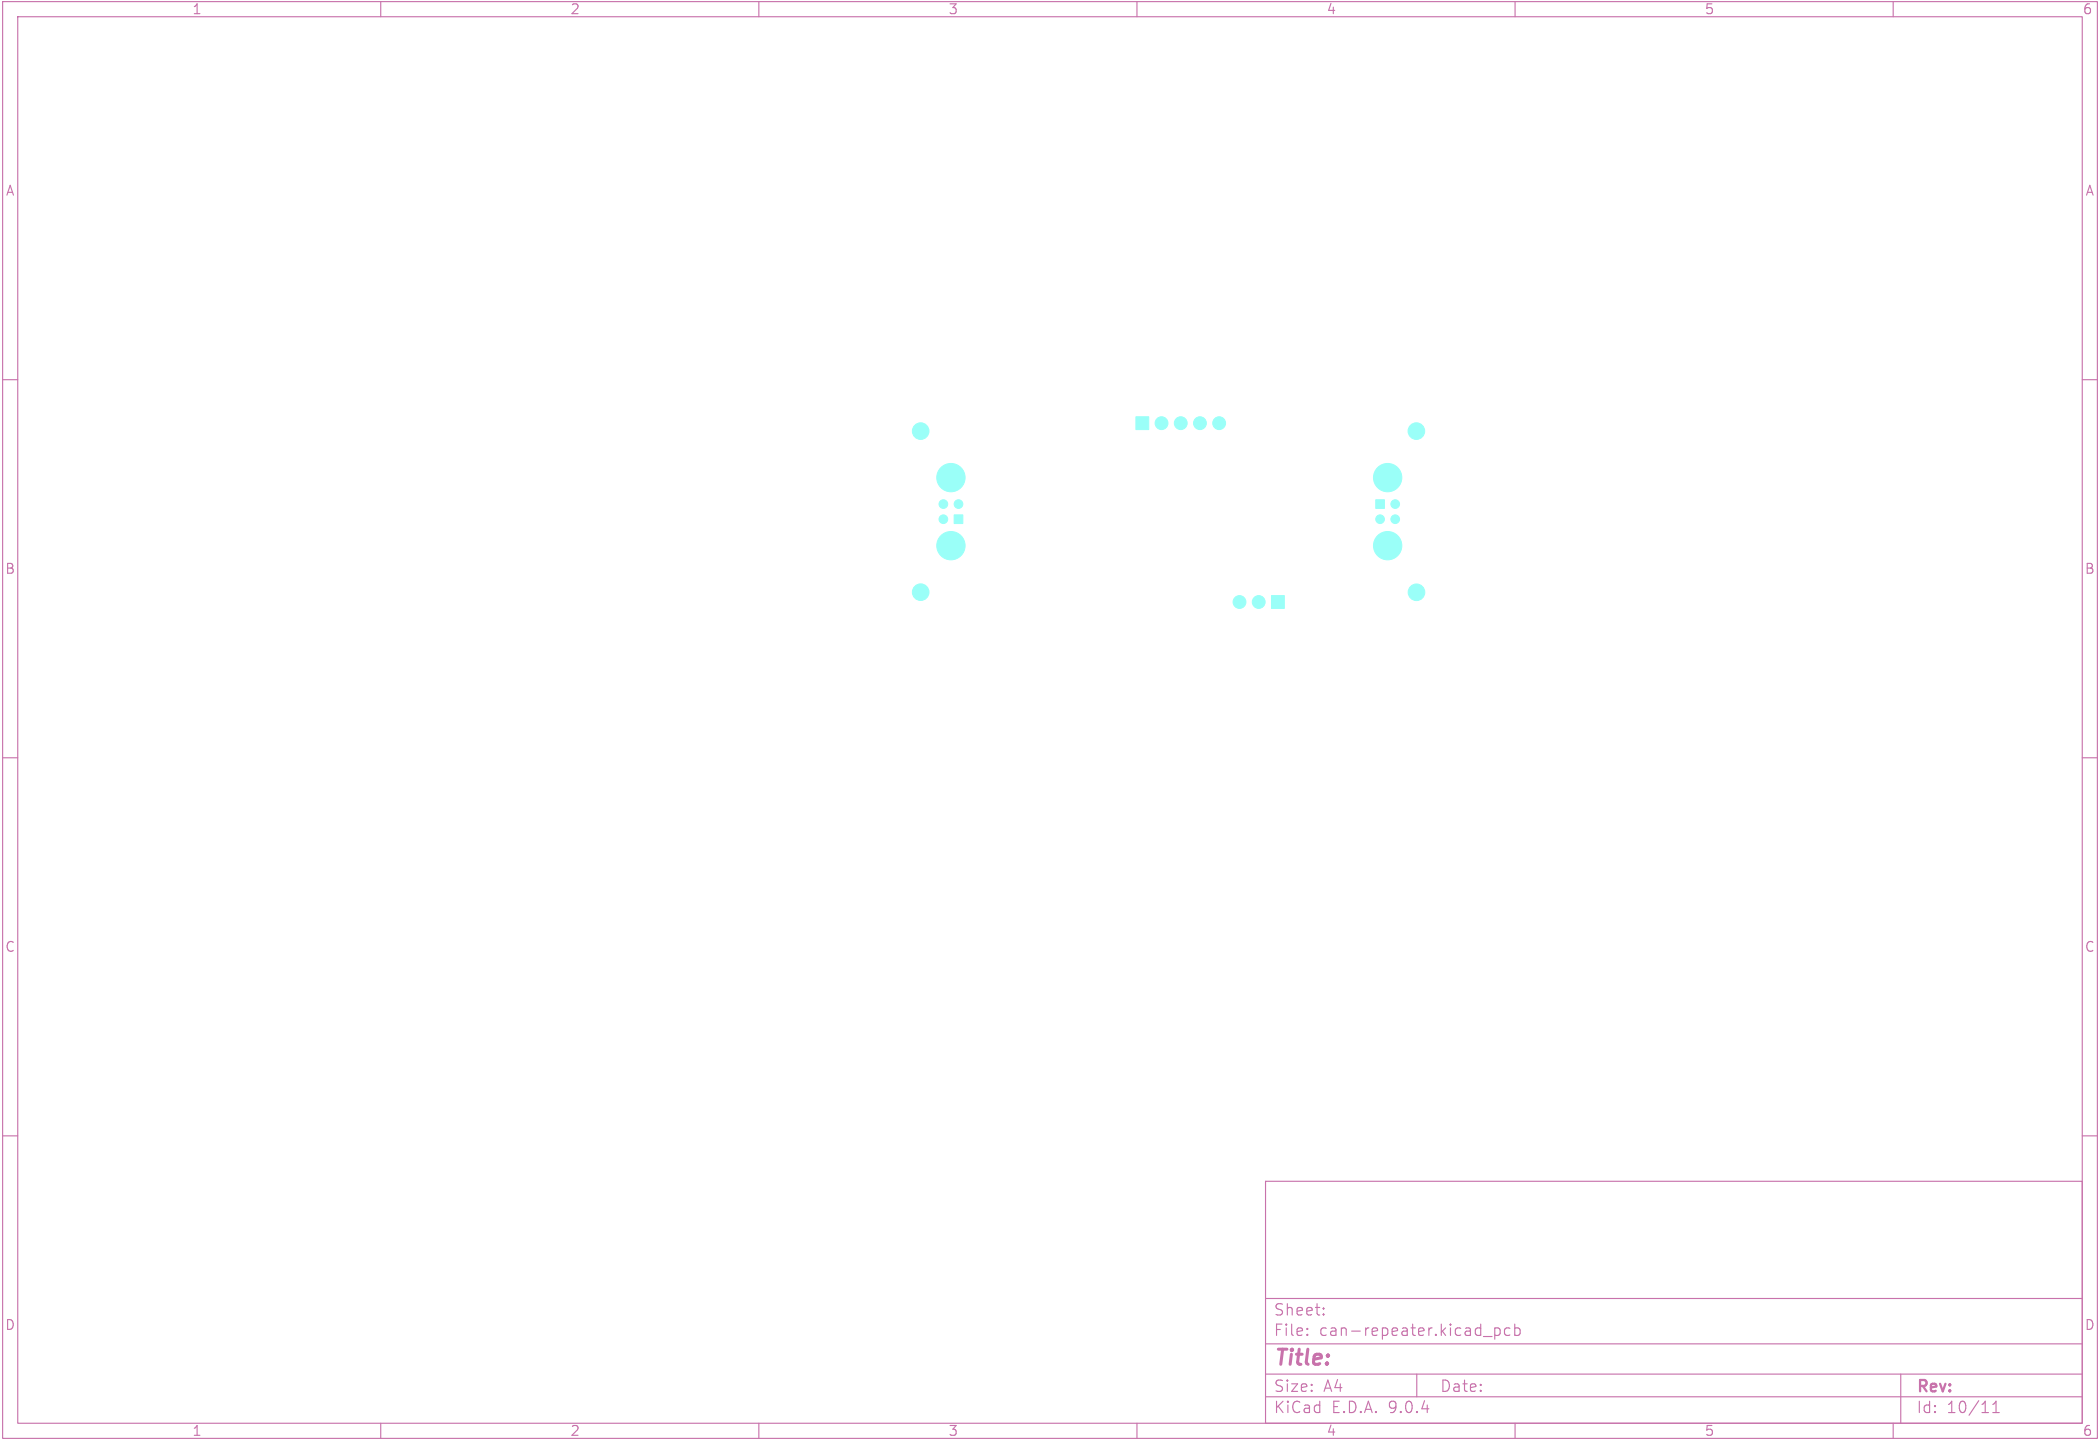 1 2 3 4 5 6
A A
B B
C C
D D
Sheet:
File: can-repeater.kicad_pcb
Title:
Size: A4 Date: Rev:
KiCad E.D.A. 9.0.4 Id: 10/11
1 2 3 4 5 6